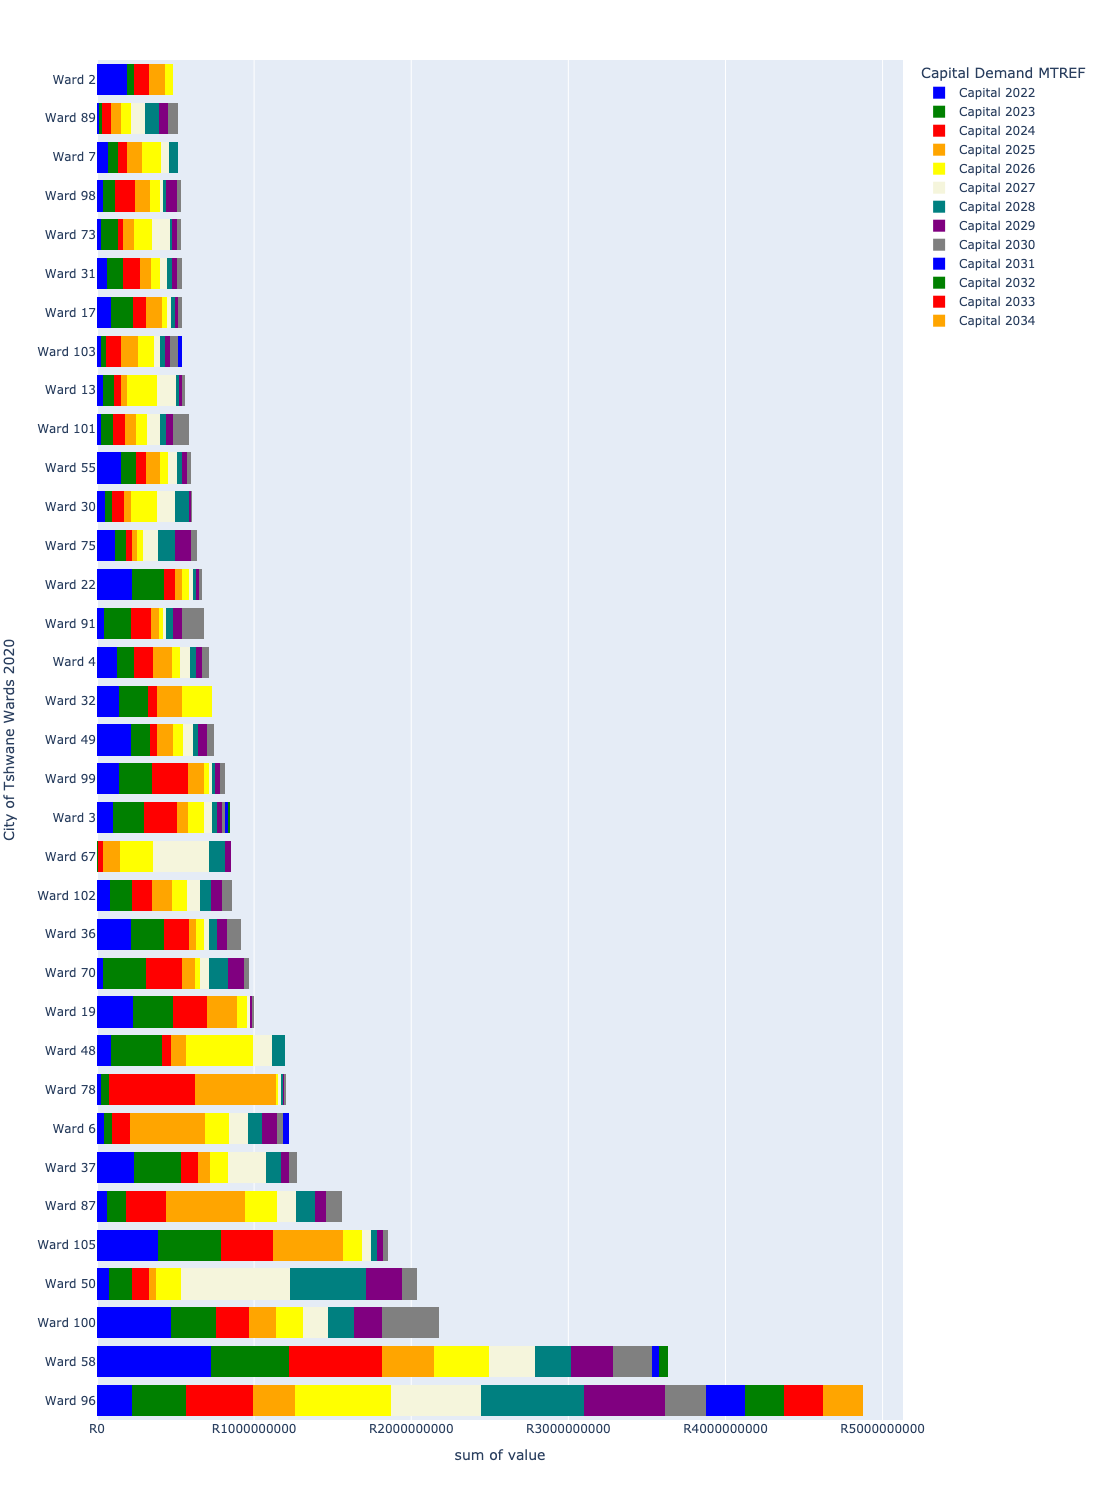 Capital Demand MTREF
Capital 2022
Capital 2023
Capital 2024
Capital 2025
Capital 2026
Capital 2027
Capital 2028
Capital 2029
Capital 2030
Capital 2031
Capital 2032
Capital 2033
Capital 2034
City of Tshwane Wards 2020
Ward 2
Ward 89
Ward 7
Ward 98
Ward 73
Ward 31
Ward 17
Ward 103
Ward 13
Ward 101
Ward 55
Ward 30
Ward 75
Ward 22
Ward 91
Ward 4
Ward 32
Ward 49
Ward 99
Ward 3
Ward 67
Ward 102
Ward 36
Ward 70
Ward 19
Ward 48
Ward 78
Ward 6
Ward 37
Ward 87
Ward 105
Ward 50
Ward 100
Ward 58
Ward 96
R0 R1000000000 R2000000000 R3000000000 R4000000000 R5000000000
sum of value